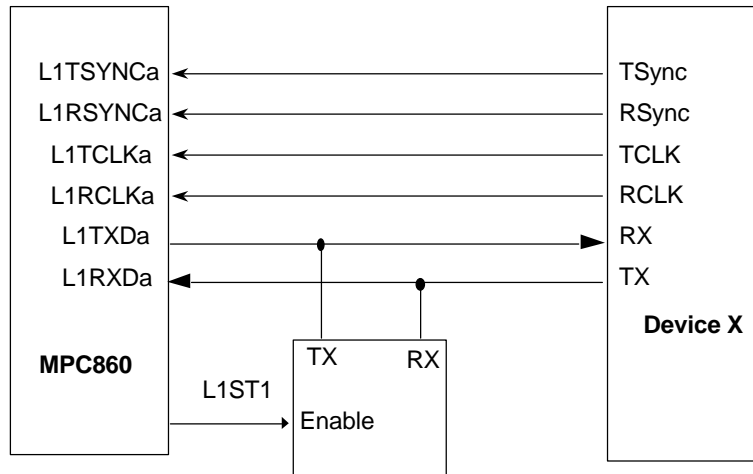 L1TSYNCa TSync
L1RSYNCa RSync
L1TCLKa TCLK
L1RCLKa RCLK
L1TXDa RX
L1RXDa TX
Device X
TX RX
MPC860
L1ST1
Enable